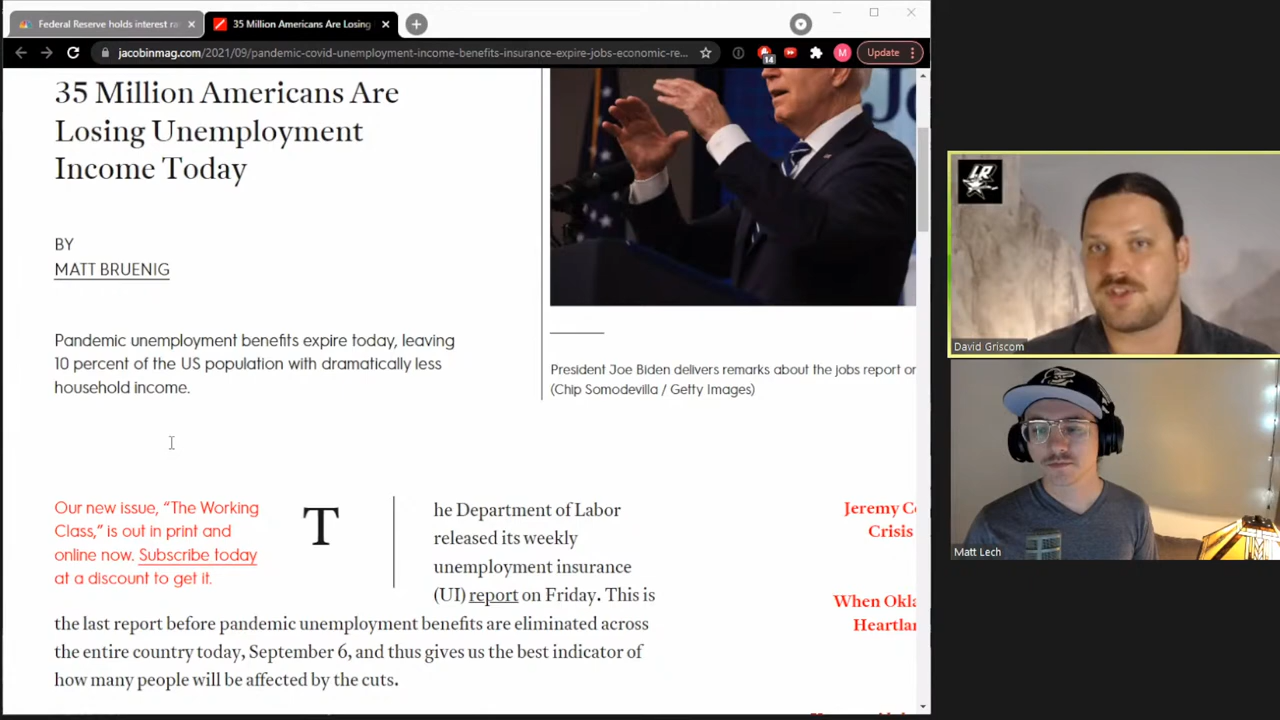 Federal Reserve holds interest ra
35 Million Americans Are Losing
jacobinmag.com/2021/09/pandemic-covid-unemployment-income-benefits-insurance-expire-jobs-economic-re...
14
M
Update
35 Million Americans Are
Losing Unemployment
Income Today
BY
MATT BRUENIG
Pandemic unemployment benefits expire today, leaving
10 percent of the US population with dramatically less
household income.
President Joe Biden delivers remarks about the jobs report or
(Chip Somodevilla / Getty Images)
Our new issue, “The Working
Class,” is out in print and
online now. Subscribe today
at a discount to get it.
The Department of Labor
released its weekly
unemployment insurance
(UI) report on Friday. This is
the last report before pandemic unemployment benefits are eliminated across
the entire country today, September 6, and thus gives us the best indicator of
how many people will be affected by the cuts.
Jeremy Co
Crisis
When Okla
Heartlan
LR
David Griscom
Matt Lech